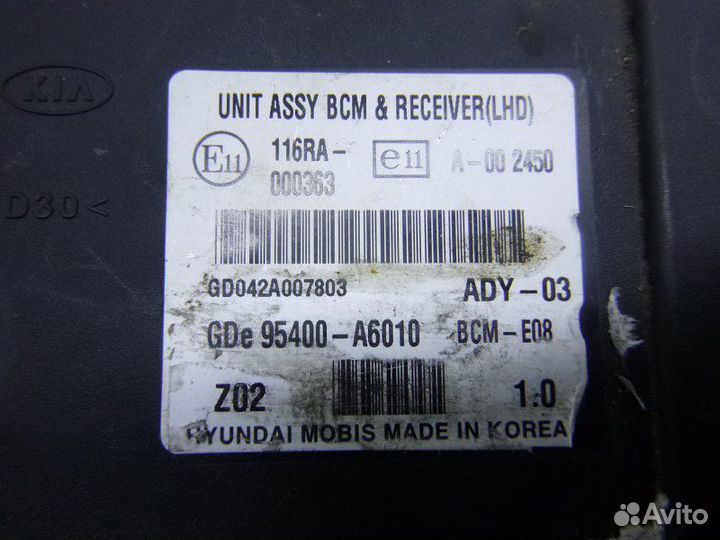 KIA
UNIT ASSY BCM & RECEIVER(LHD)
E11 116RA- e11 A-00 2450
000363
D30<
GD042A007803 ADY-03
GDe 95400-A6010 BCM-E08
Z02 1.0
HYUNDAI MOBIS MADE IN KOREA
Avito